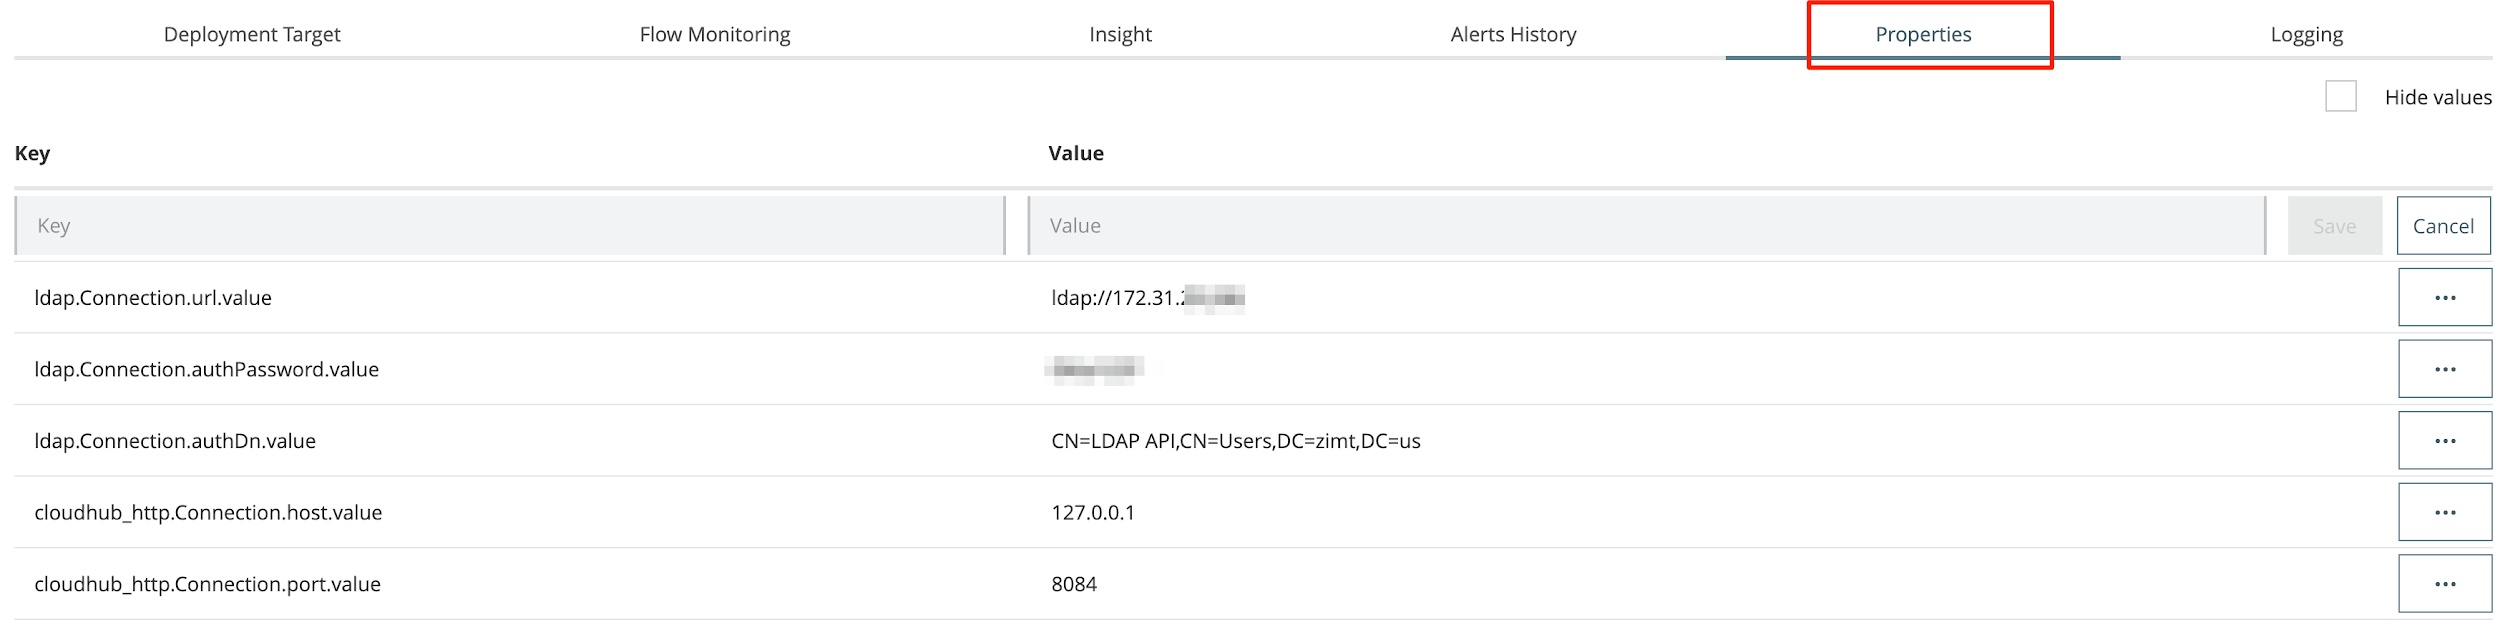 Deployment Target Flow Monitoring Insight Alerts History Properties Logging
Hide values
Key Value
Key Value Save Cancel
ldap.Connection.url.value ldap://172.31. ...
ldap.Connection.authPassword.value ...
ldap.Connection.authDn.value CN=LDAP API,CN=Users,DC=zimt,DC=us ...
cloudhub_http.Connection.host.value 127.0.0.1 ...
cloudhub_http.Connection.port.value 8084 ...